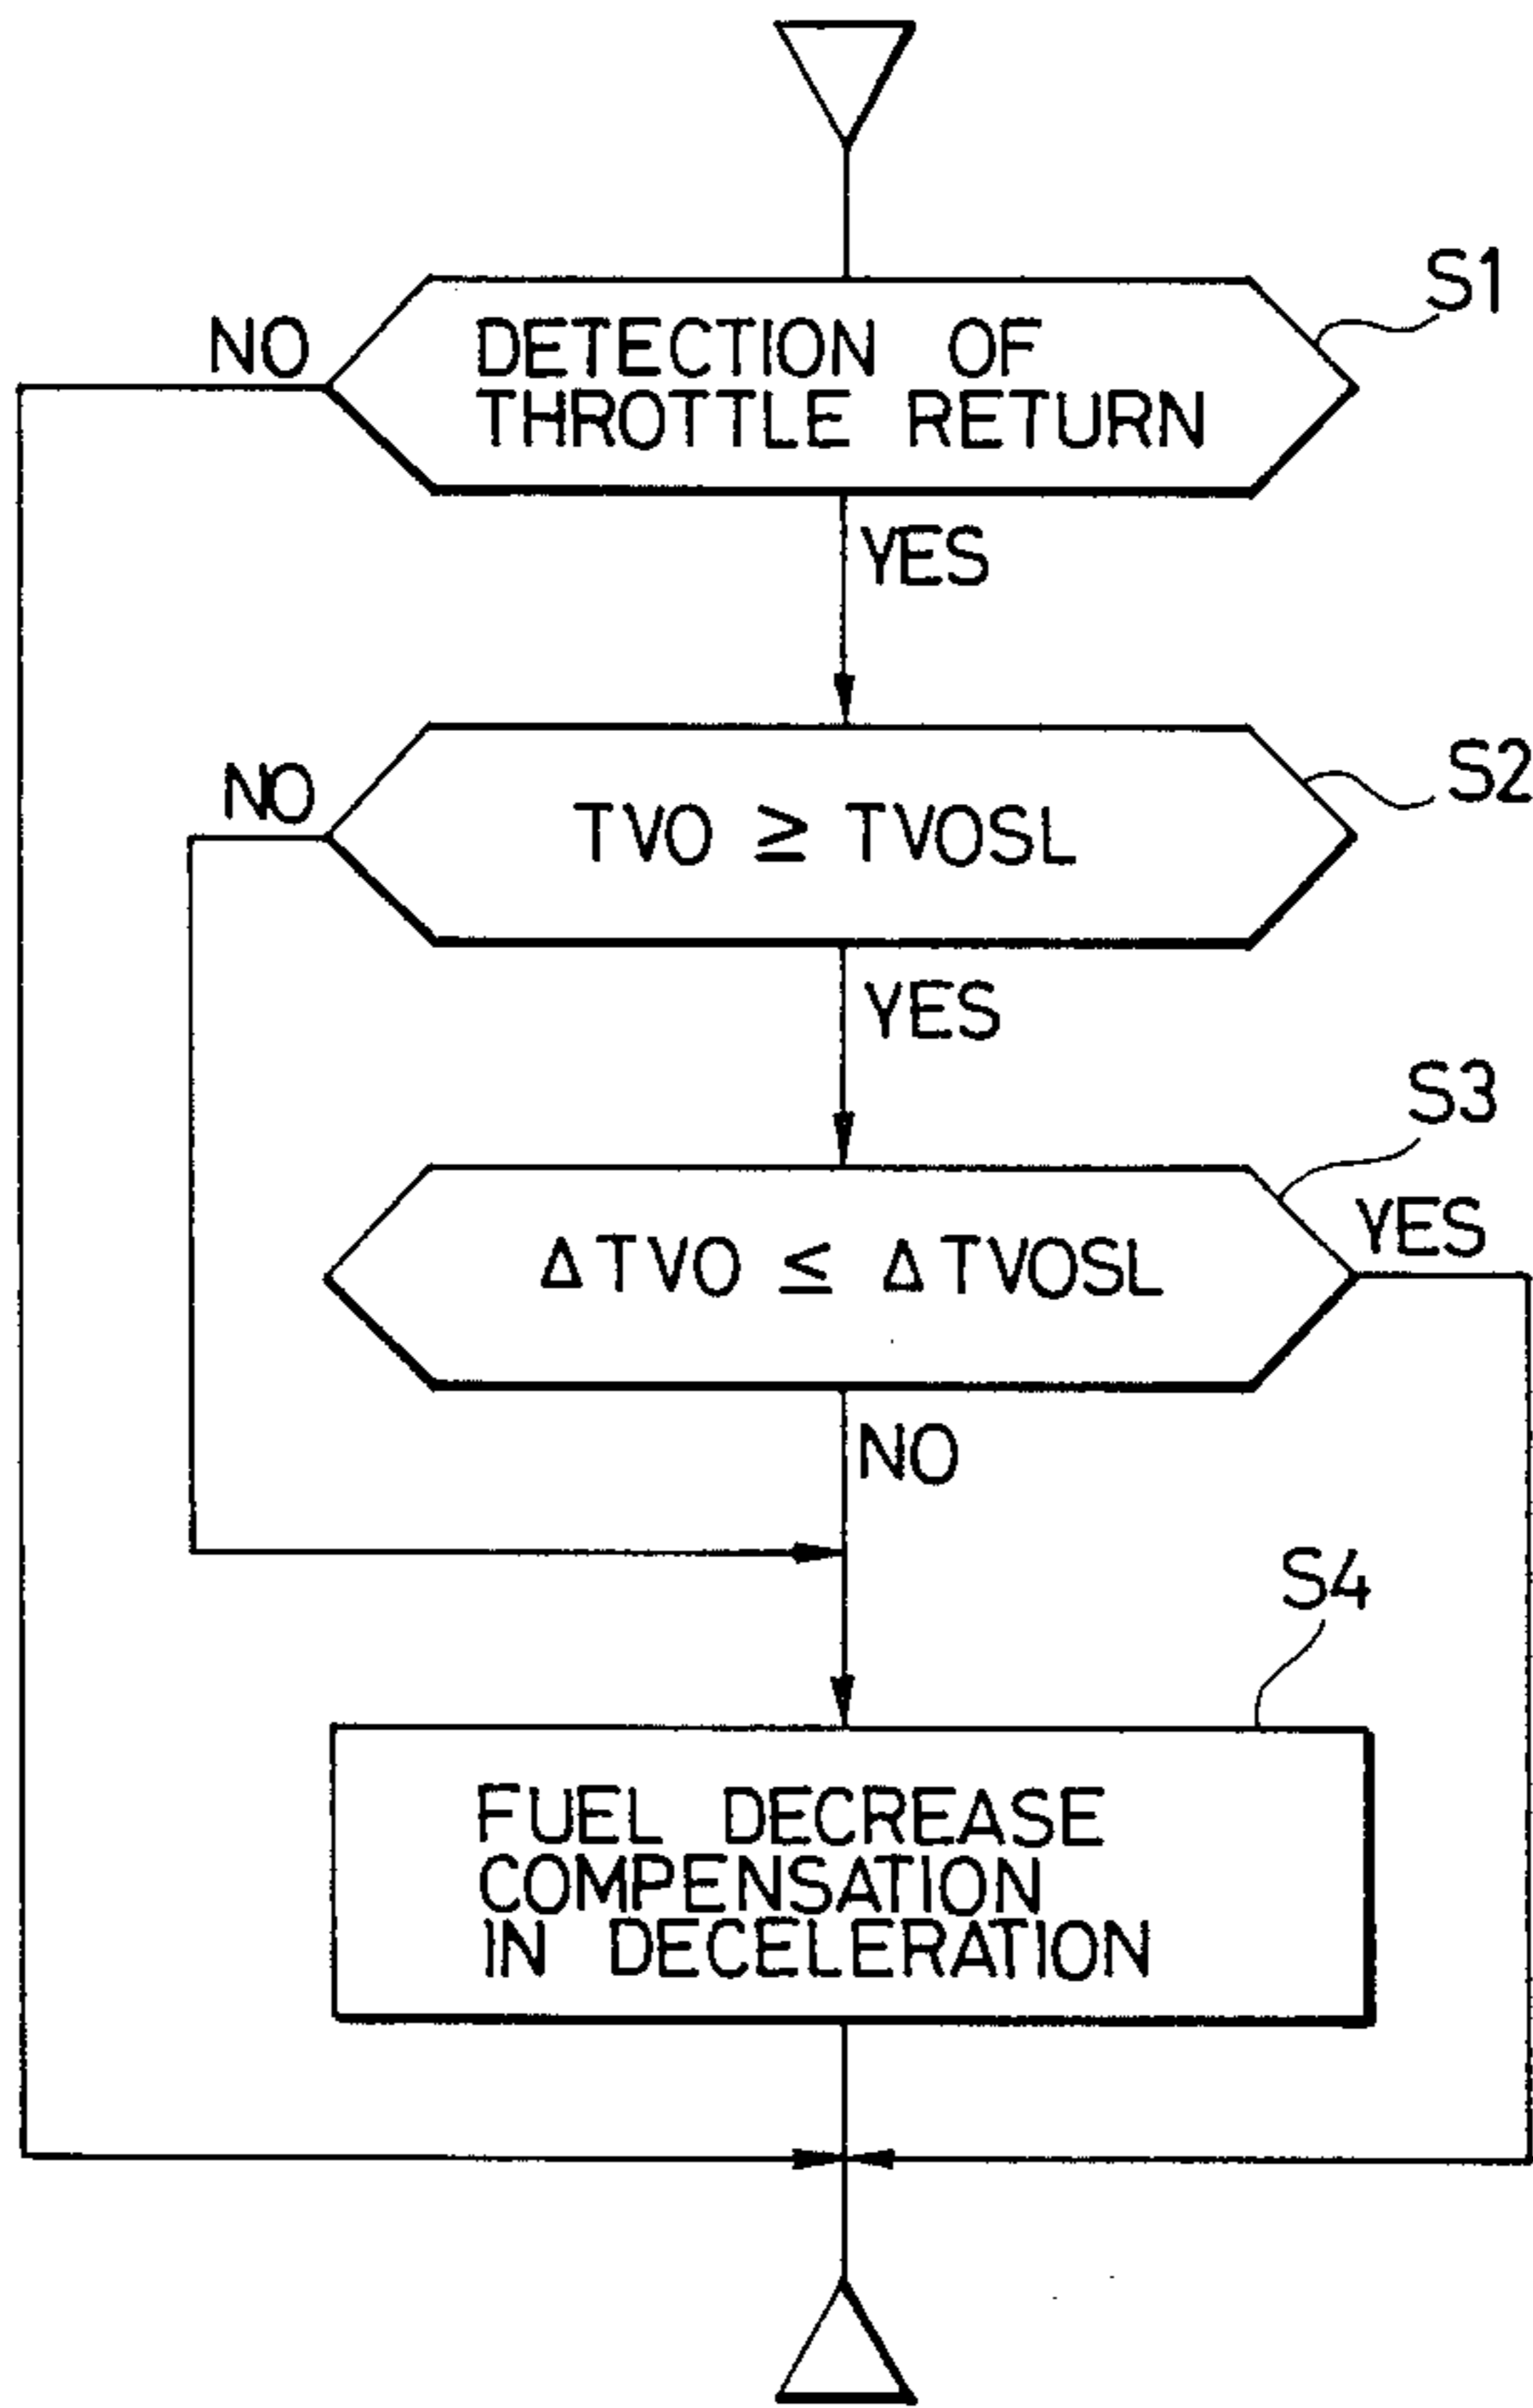 S1
NO
DETECTION OF
THROTTLE RETURN
YES
S2
NO
TVO ≥ TVOSL
YES
S3
YES
ΔTVO ≤ ΔTVOSL
NO
S4
FUEL DECREASE
COMPENSATION
IN DECELERATION